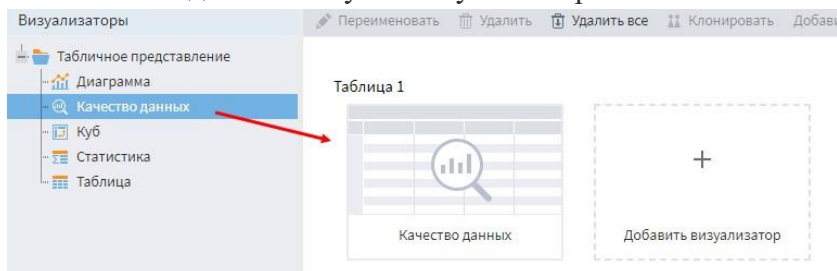 Визуализаторы
Переименовать Удалить Удалить все Клонировать
Табличное представление
Диаграмма
Качество данных
Куб
Статистика
Таблица
Таблица 1
Качество данных
Добавить визуализатор